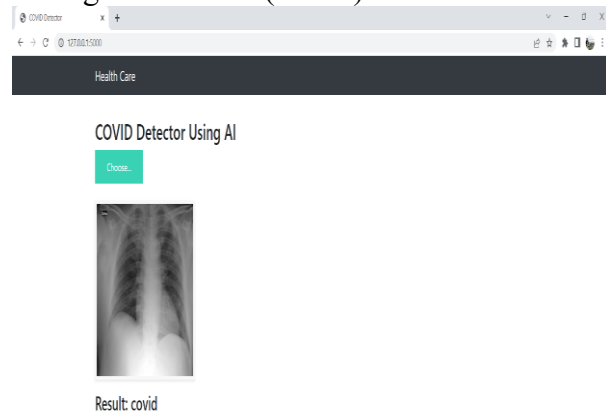 COVID Detector
127.0.0.1:5000
Health Care
COVID Detector Using AI
Choose...
Result: covid